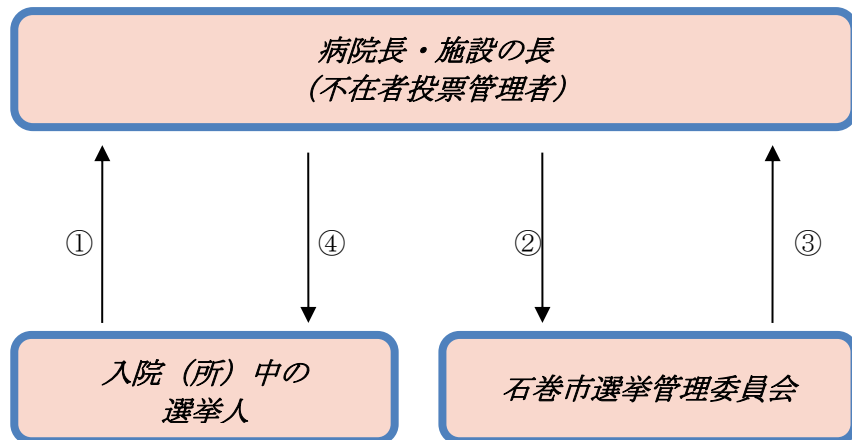 病院長・施設の長
（不在者投票管理者）
①
④
②
③
入院（所）中の
選挙人
石巻市選挙管理委員会